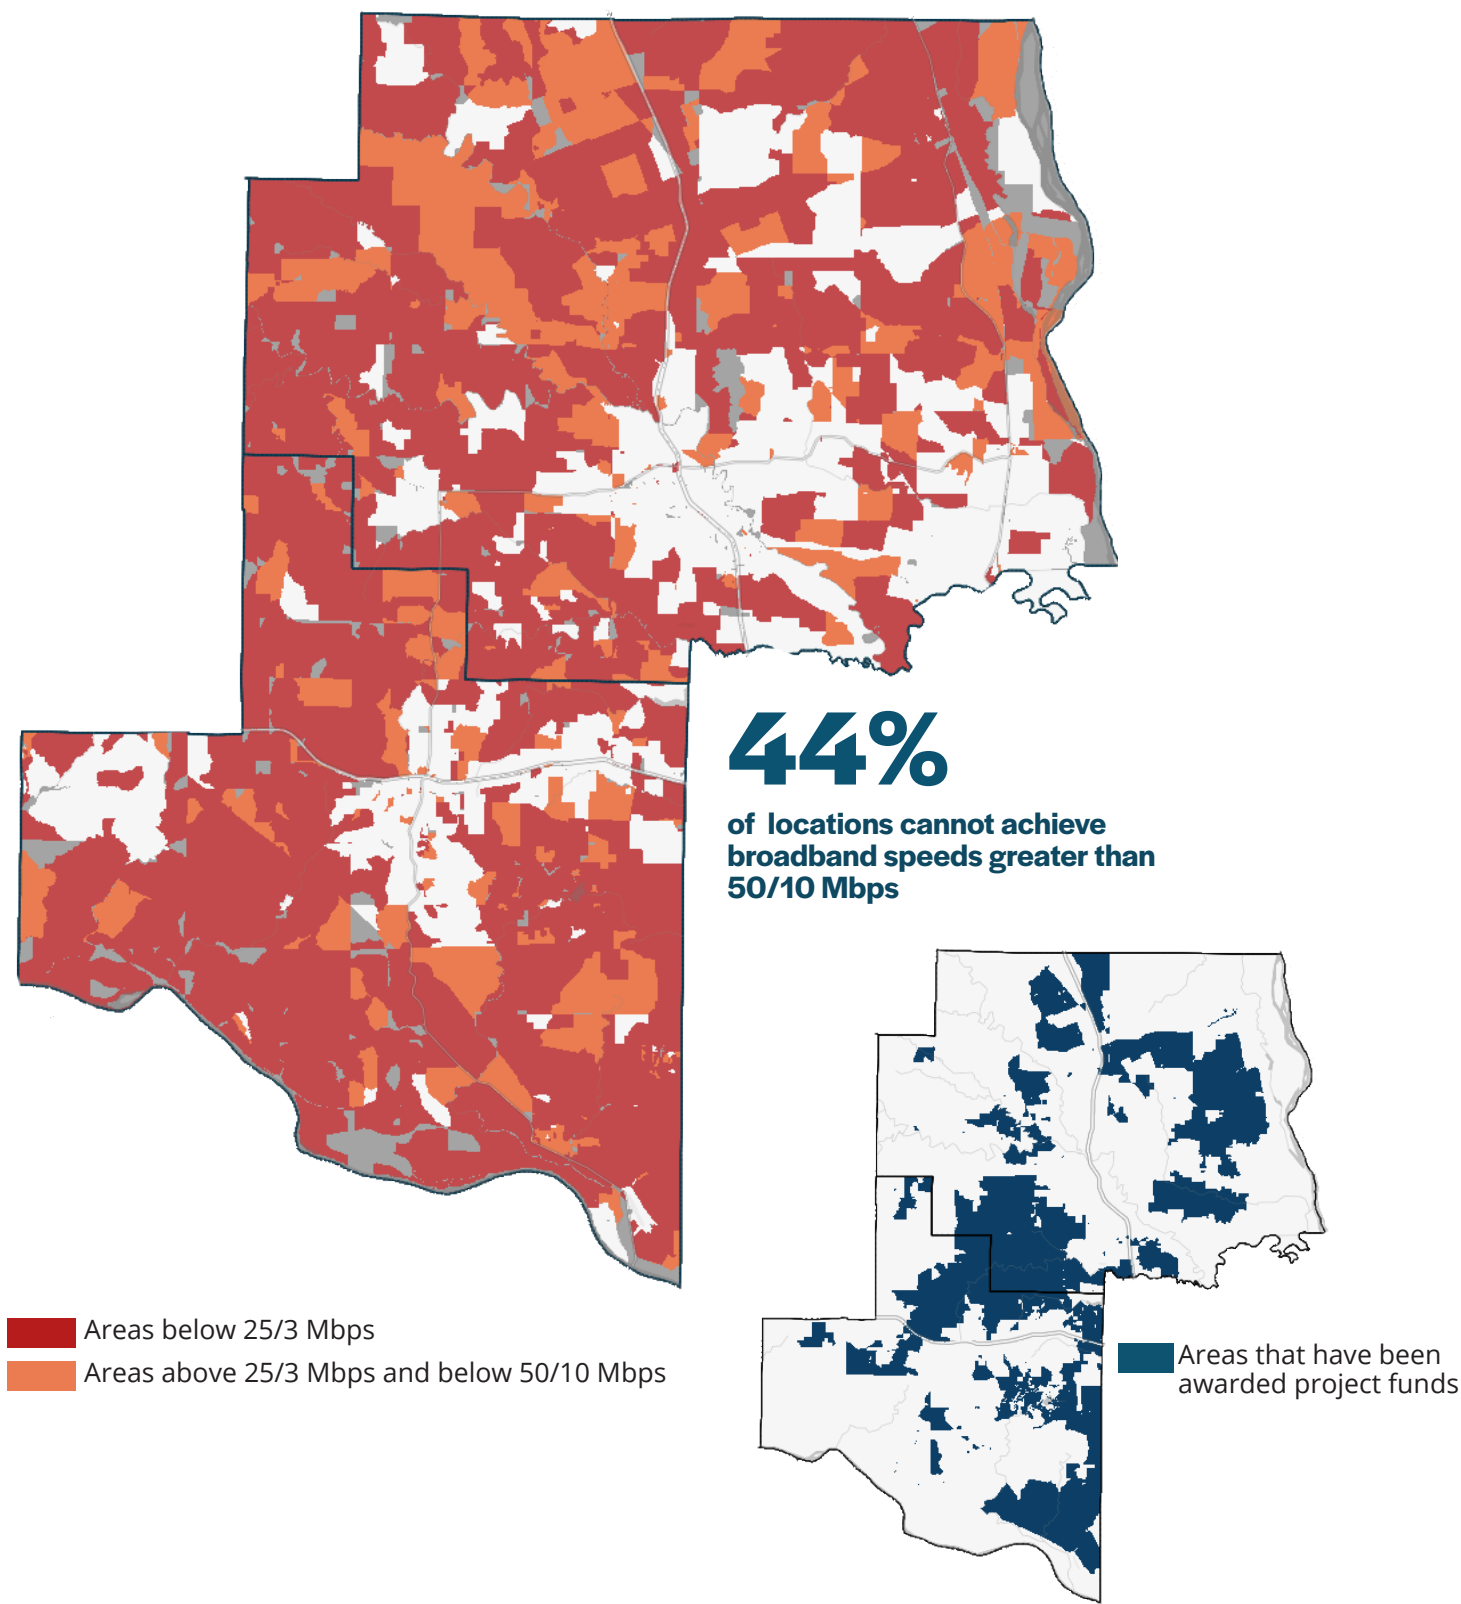 44%
of locations cannot achieve
broadband speeds greater than
50/10 Mbps
Areas below 25/3 Mbps
Areas above 25/3 Mbps and below 50/10 Mbps
Areas that have been
awarded project funds